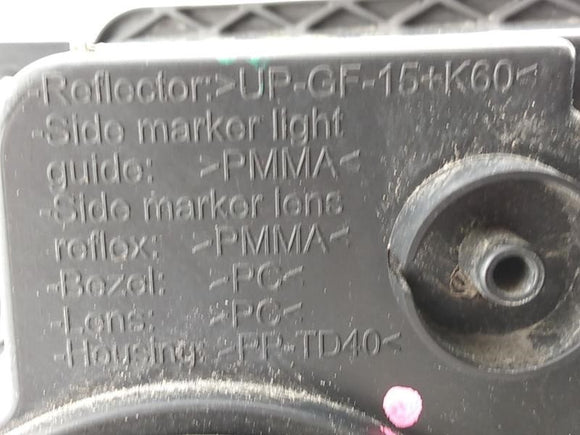 -Reflector:>UP-GF-15+K60<
-Side marker light
guide: >PMMA<
-Side marker lens
reflex: >PMMA<
-Bezel: >PC<
-Lens: >PC<
-Housing: >PP-TD40<